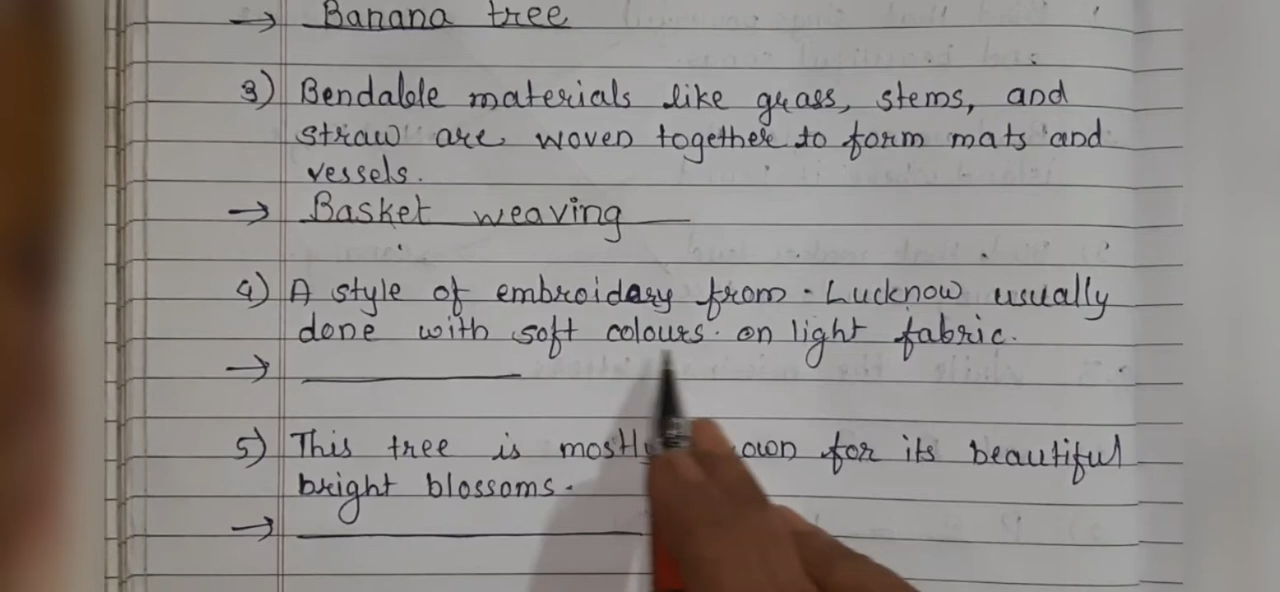 → Banana tree
3) Bendable materials like grass, stems, and
straw are woven together to form mats and
vessels.
→ Basket weaving
4) A style of embroidary from Lucknow usually
done with soft colours on light fabric.
→
5) This tree is mostly own for its beautiful
bright blossoms.
→